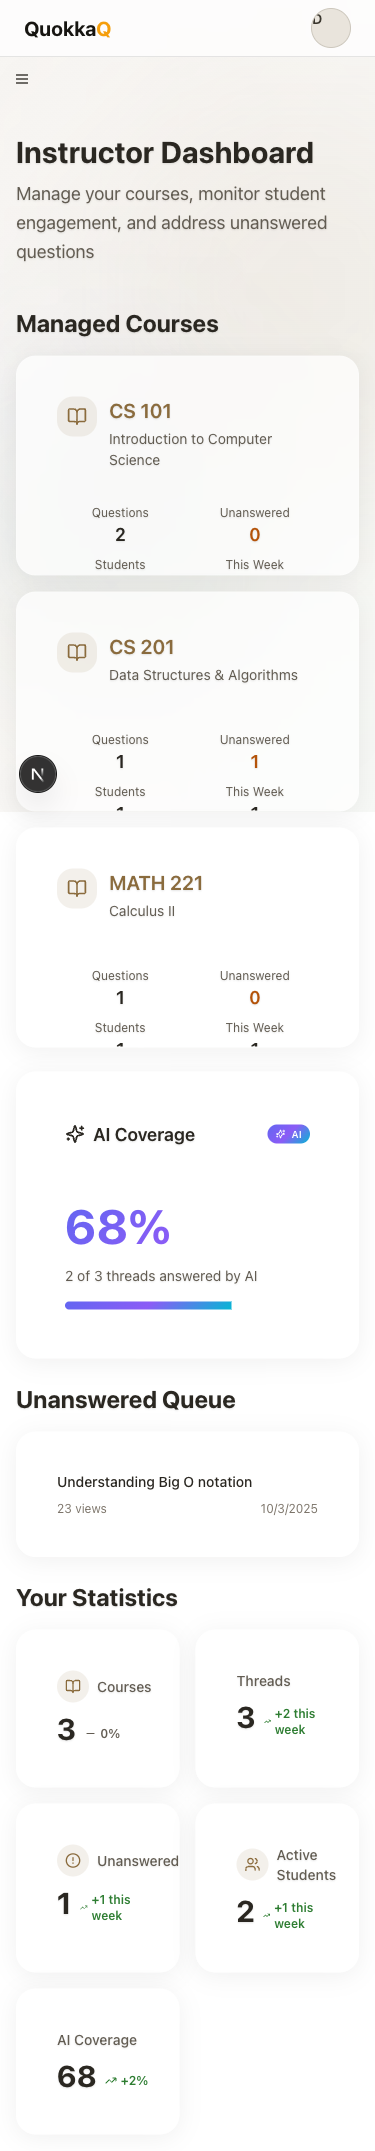 QuokkaQ
D
Instructor Dashboard
Manage your courses, monitor student
engagement, and address unanswered
questions
Managed Courses
CS 101
Introduction to Computer
Science
Questions Unanswered
2 0
Students This Week
CS 201
Data Structures & Algorithms
Questions Unanswered
1 1
Students This Week
N
MATH 221
Calculus II
Questions Unanswered
1 0
Students This Week
AI Coverage AI
68%
2 of 3 threads answered by AI
Unanswered Queue
Understanding Big O notation
23 views 10/3/2025
Your Statistics
Courses
3 — 0%
Threads
3 +2 this
week
Unanswered
1 +1 this
week
Active
Students
2 +1 this
week
AI Coverage
68 +2%